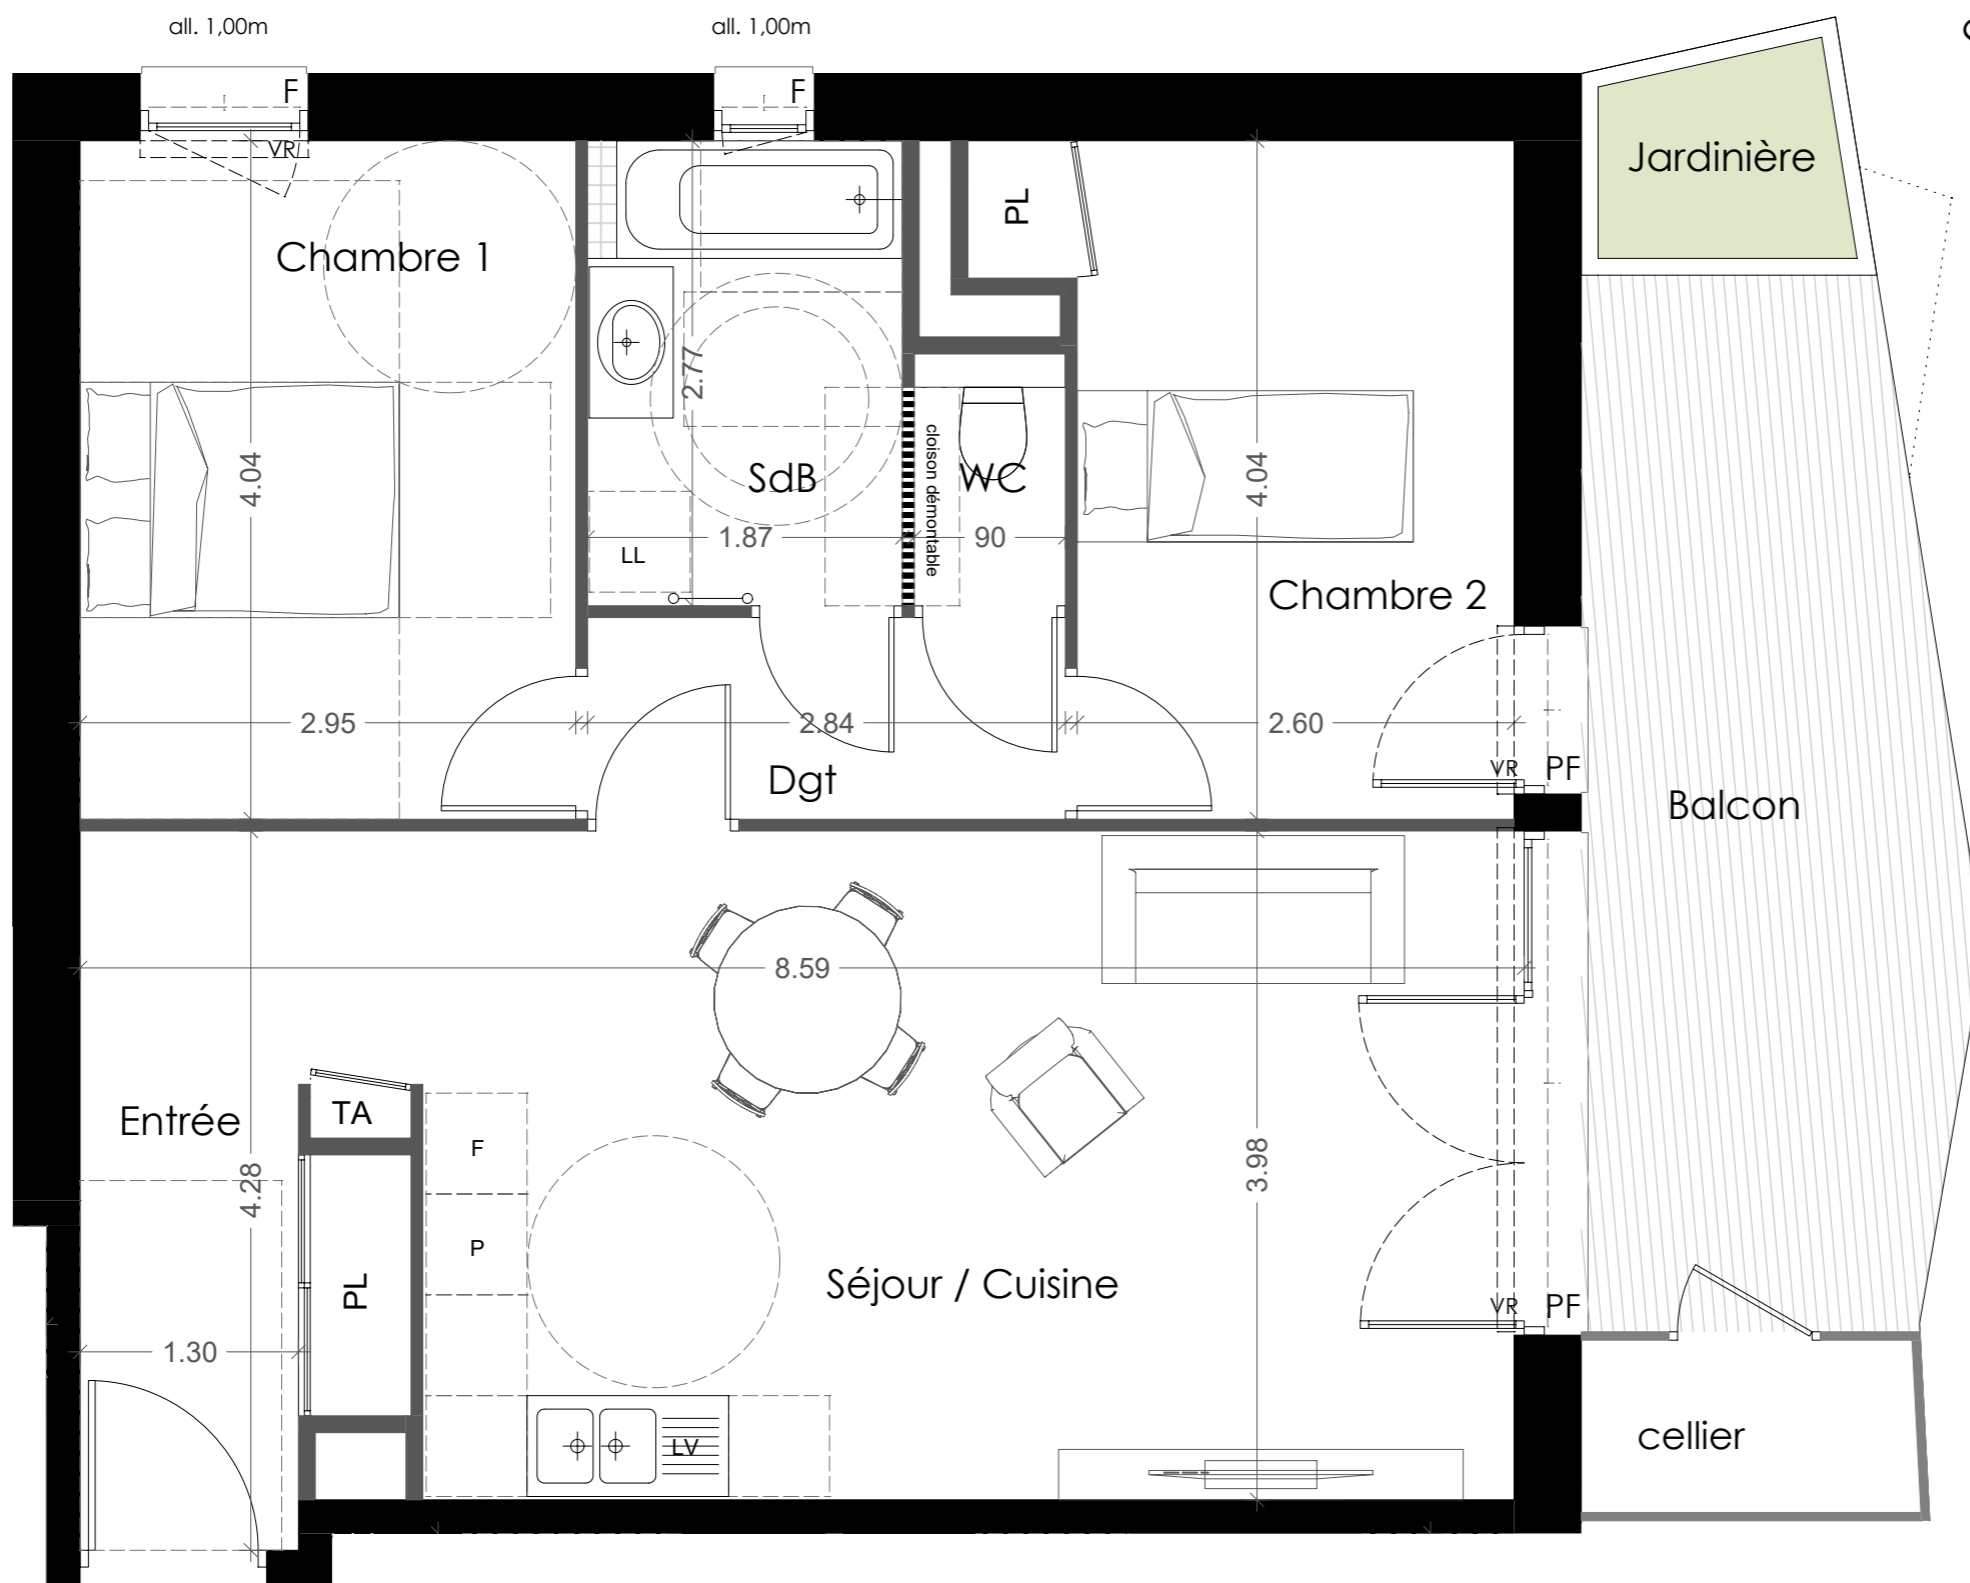 all. 1,00m
all. 1,00m
F
F
VR
Jardinière
PL
Chambre 1
2.77
4.04
SdB
cloison démontable
WC
4.04
1.87
90
LL
Chambre 2
2.95
2.84
2.60
Dgt
VR
PF
Balcon
8.59
Entrée
TA
F
4.28
3.98
P
PL
Séjour / Cuisine
VR
PF
1.30
LV
cellier